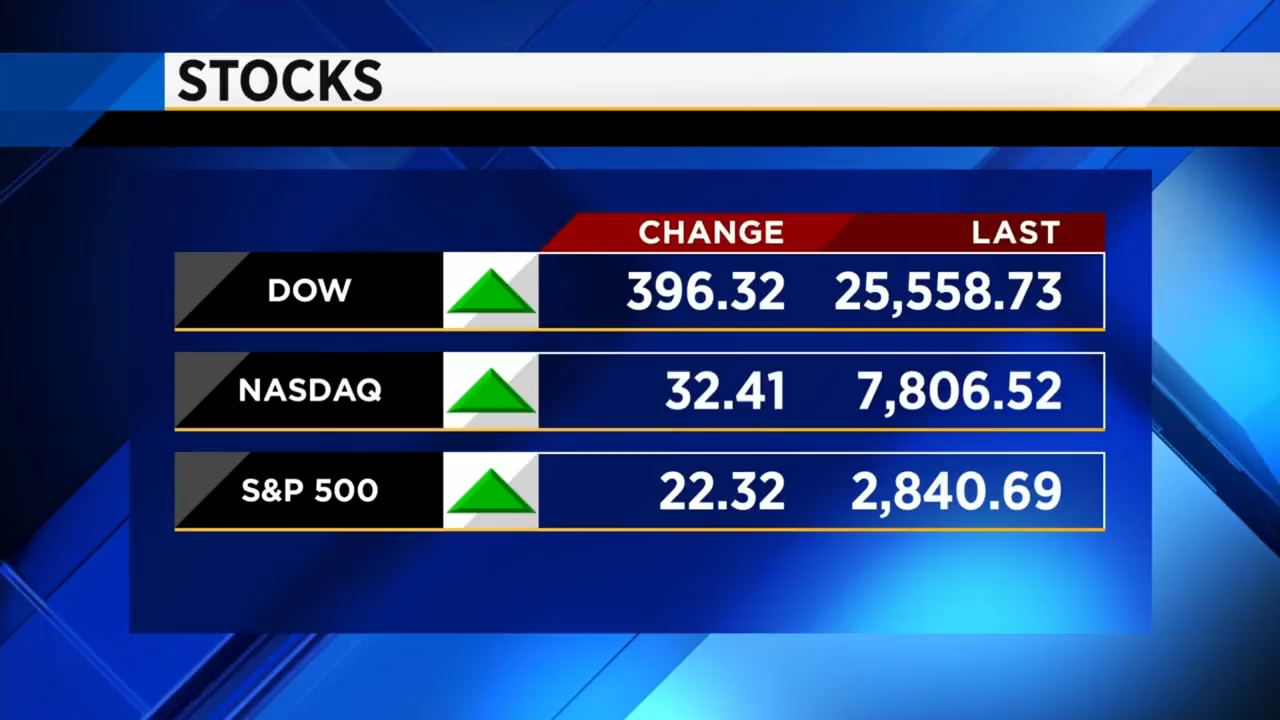 STOCKS
CHANGE LAST
DOW 396.32 25,558.73
NASDAQ 32.41 7,806.52
S&P 500 22.32 2,840.69